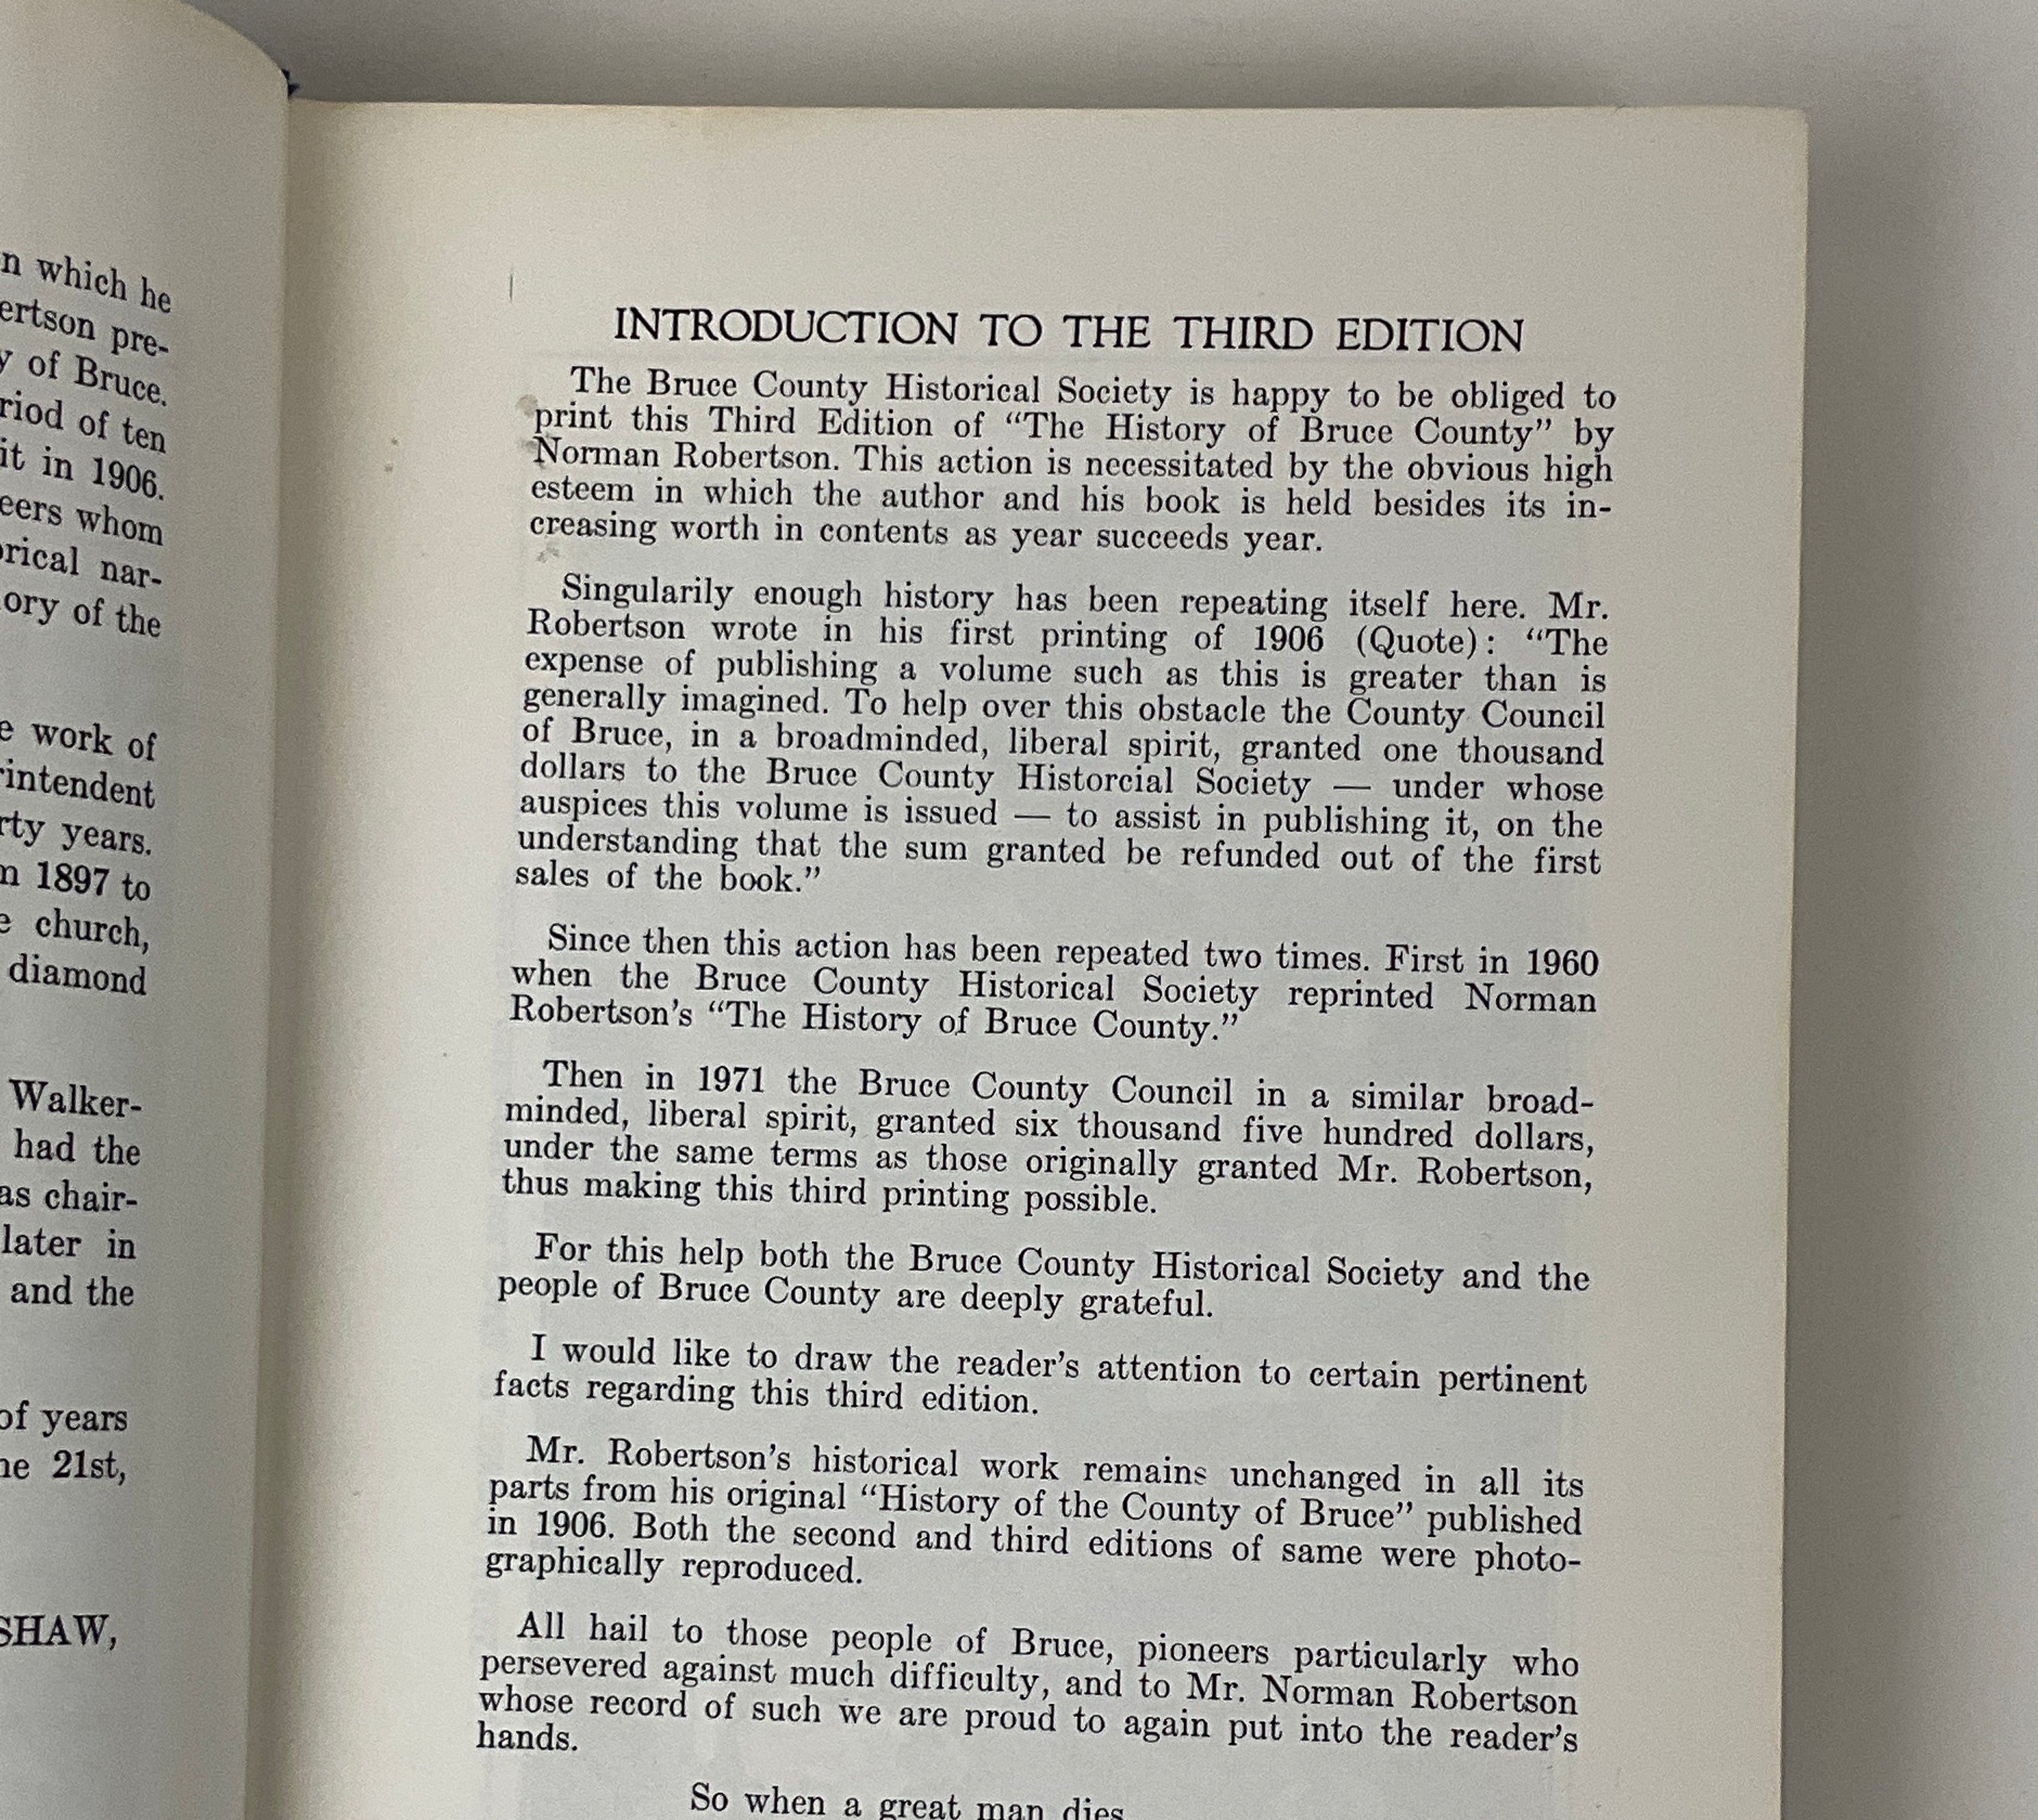 n which he
ertson pre-
y of Bruce.
riod of ten
it in 1906.
eers whom
orical nar-
ory of the
e work of
rintendent
rty years.
n 1897 to
e church,
diamond
Walker-
had the
as chair-
later in
and the
of years
ne 21st,
SHAW,
INTRODUCTION TO THE THIRD EDITION
The Bruce County Historical Society is happy to be obliged to
print this Third Edition of “The History of Bruce County” by
Norman Robertson. This action is necessitated by the obvious high
esteem in which the author and his book is held besides its in-
creasing worth in contents as year succeeds year.
Singularily enough history has been repeating itself here. Mr.
Robertson wrote in his first printing of 1906 (Quote): “The
expense of publishing a volume such as this is greater than is
generally imagined. To help over this obstacle the County Council
of Bruce, in a broadminded, liberal spirit, granted one thousand
dollars to the Bruce County Historcial Society — under whose
auspices this volume is issued — to assist in publishing it, on the
understanding that the sum granted be refunded out of the first
sales of the book.”
Since then this action has been repeated two times. First in 1960
when the Bruce County Historical Society reprinted Norman
Robertson’s “The History of Bruce County.”
Then in 1971 the Bruce County Council in a similar broad-
minded, liberal spirit, granted six thousand five hundred dollars,
under the same terms as those originally granted Mr. Robertson,
thus making this third printing possible.
For this help both the Bruce County Historical Society and the
people of Bruce County are deeply grateful.
I would like to draw the reader’s attention to certain pertinent
facts regarding this third edition.
Mr. Robertson’s historical work remains unchanged in all its
parts from his original “History of the County of Bruce” published
in 1906. Both the second and third editions of same were photo-
graphically reproduced.
All hail to those people of Bruce, pioneers particularly who
persevered against much difficulty, and to Mr. Norman Robertson
whose record of such we are proud to again put into the reader’s
hands.
So when a great man dies